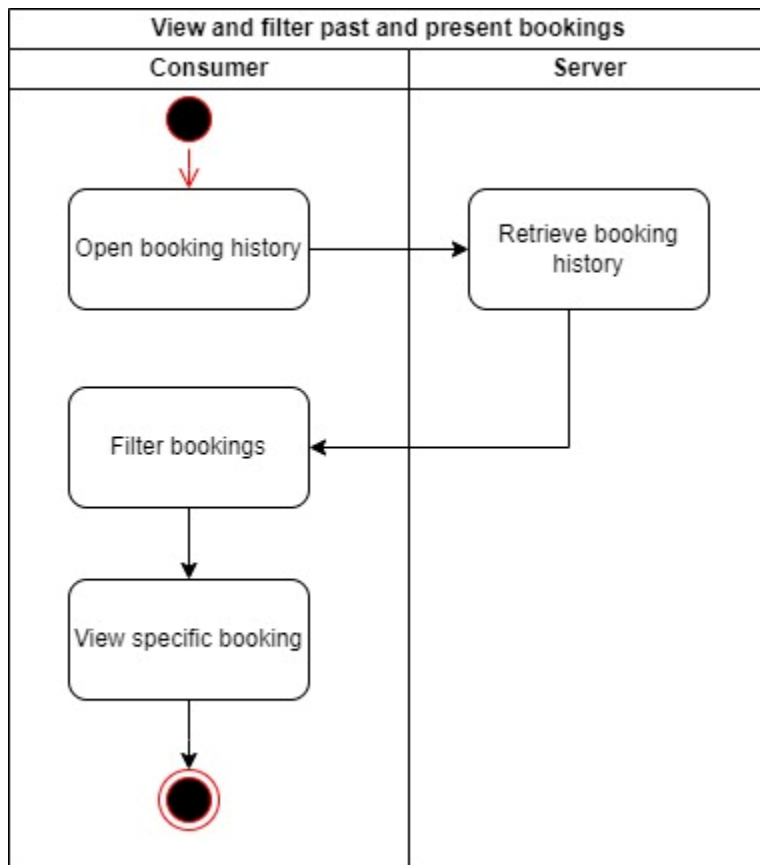 View and filter past and present bookings
Consumer
Server
Open booking history
Retrieve booking
history
Filter bookings
View specific booking